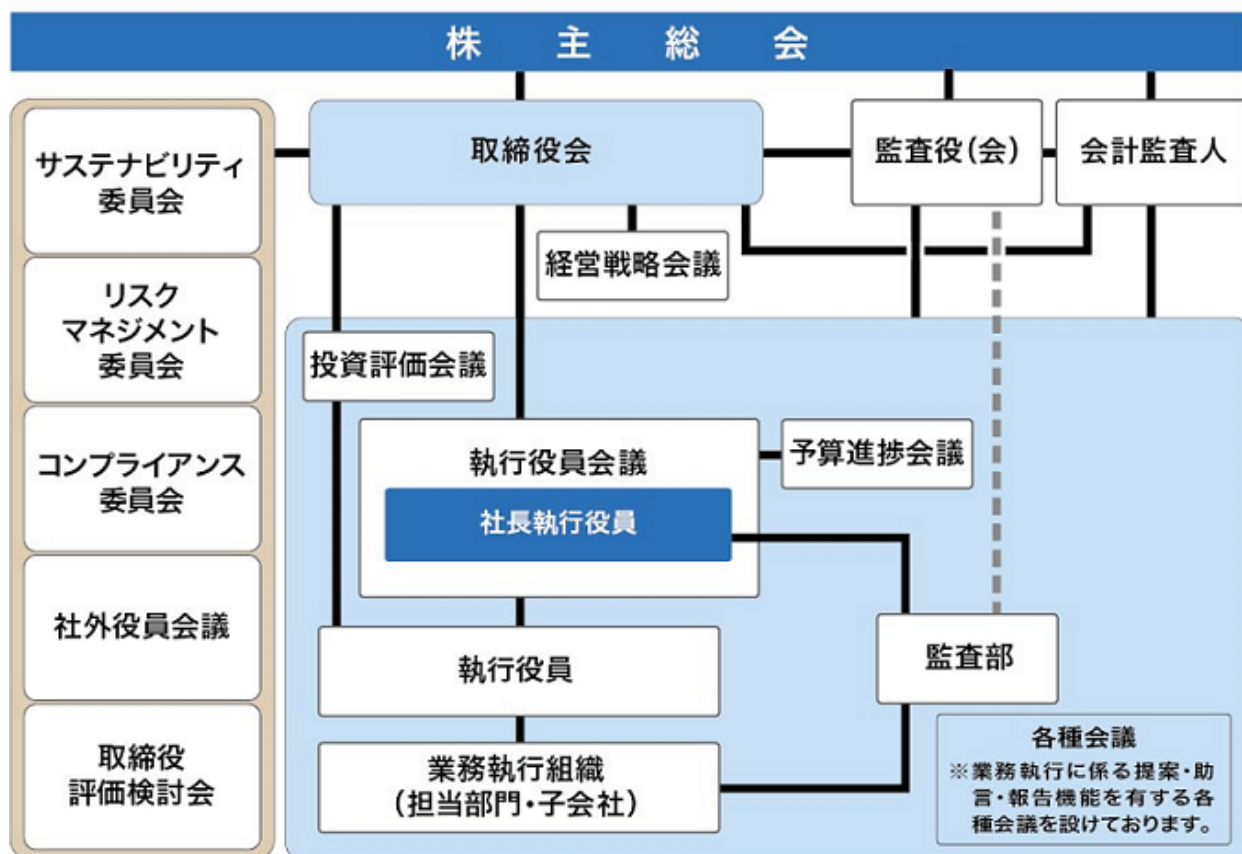 株主総会
サステナビリティ
委員会
リスク
マネジメント
委員会
コンプライアンス
委員会
社外役員会議
取締役
評価検討会
取締役会
監査役(会)
会計監査人
経営戦略会議
投資評価会議
執行役員会議
社長執行役員
予算進捗会議
執行役員
監査部
業務執行組織
(担当部門・子会社)
各種会議
※業務執行に係る提案・助
言・報告機能を有する各
種会議を設けております。